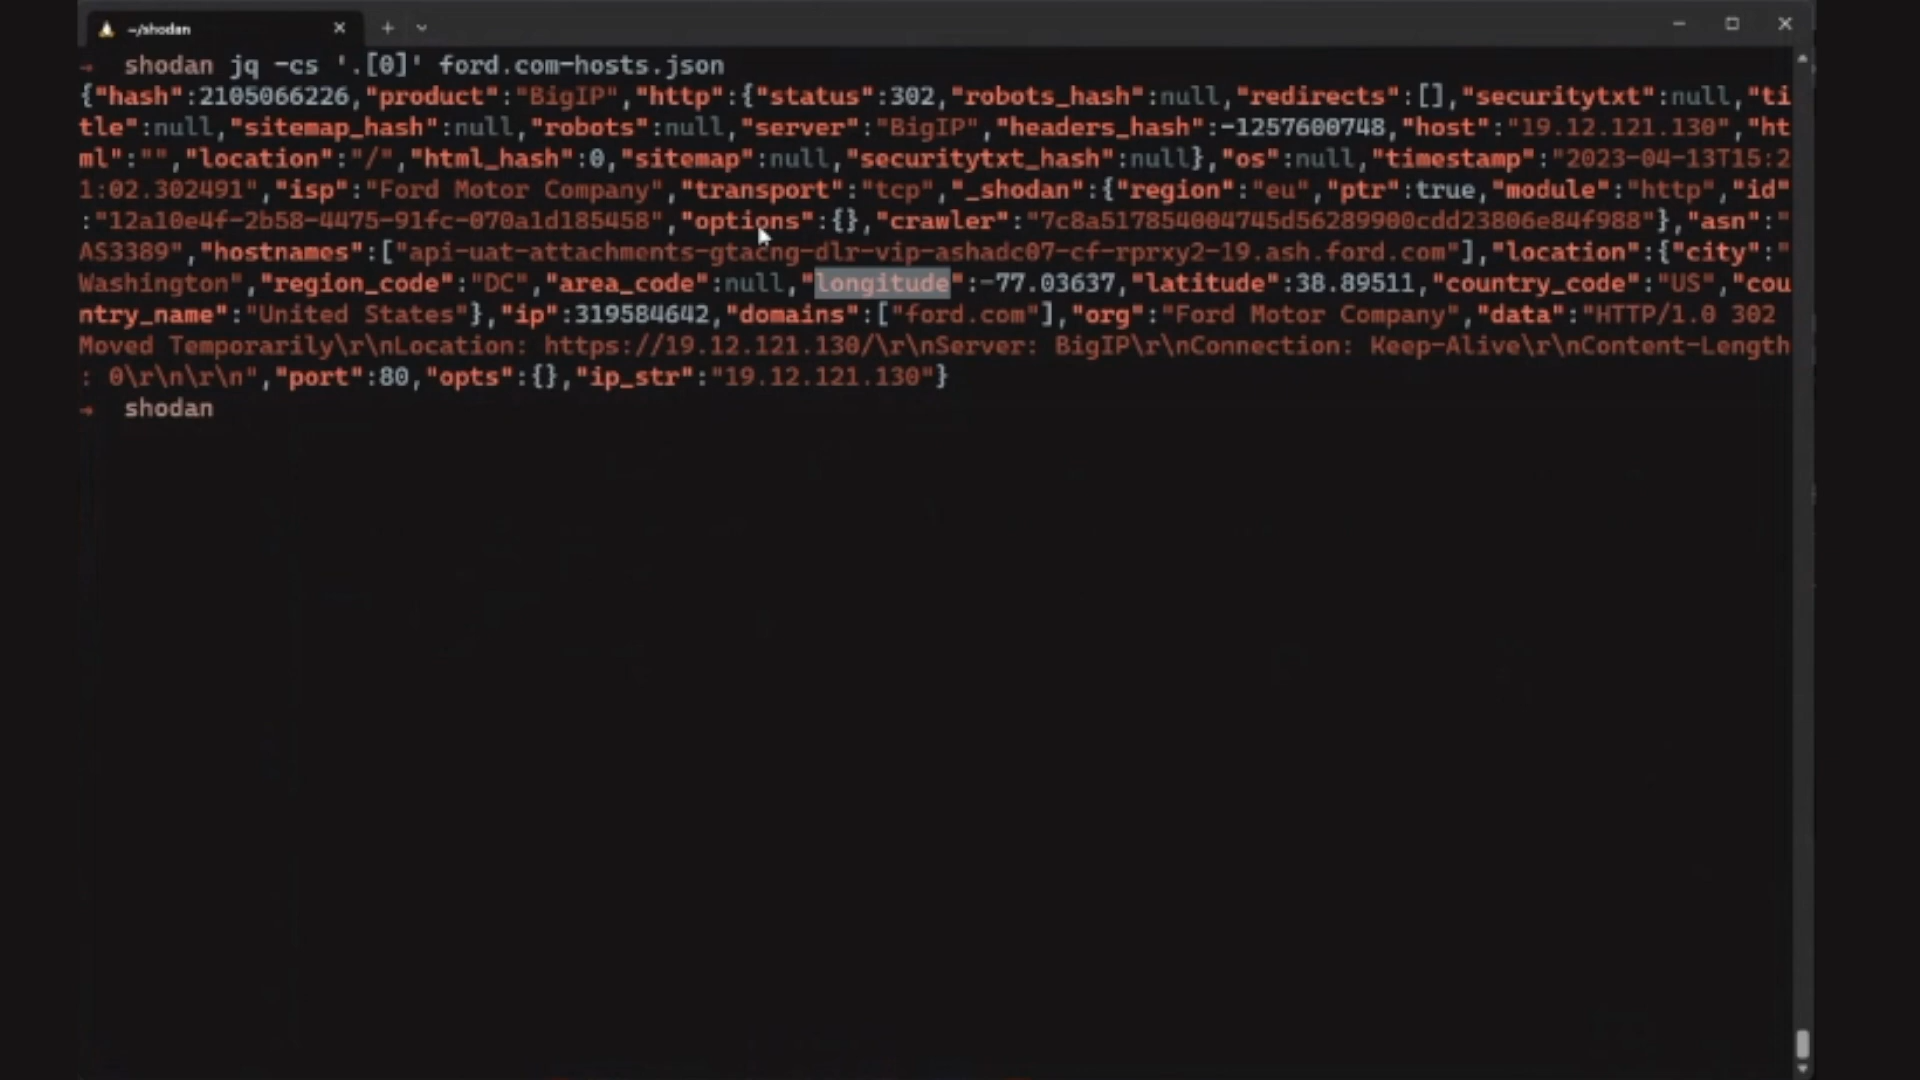 ~/shodan
→ shodan jq -cs '.[0]' ford.com-hosts.json
{"hash":2105066226,"product":"BigIP","http":{"status":302,"robots_hash":null,"redirects":[],"securitytxt":null,"ti
tle":null,"sitemap_hash":null,"robots":null,"server":"BigIP","headers_hash":-1257600748,"host":"19.12.121.130","ht
ml":"","location":"/","html_hash":0,"sitemap":null,"securitytxt_hash":null},"os":null,"timestamp":"2023-04-13T15:2
1:02.302491","isp":"Ford Motor Company","transport":"tcp","_shodan":{"region":"eu","ptr":true,"module":"http","id"
:"12a10e4f-2b58-4475-91fc-070a1d185458","options":{},"crawler":"7c8a517854004745d56289900cdd23806e84f988"},"asn":"
AS3389","hostnames":["api-uat-attachments-gtacng-dlr-vip-ashadc07-cf-rprxy2-19.ash.ford.com"],"location":{"city":"
Washington","region_code":"DC","area_code":null,"longitude":-77.03637,"latitude":38.89511,"country_code":"US","cou
ntry_name":"United States"},"ip":319584642,"domains":["ford.com"],"org":"Ford Motor Company","data":"HTTP/1.0 302
Moved Temporarily\r\nLocation: https://19.12.121.130/\r\nServer: BigIP\r\nConnection: Keep-Alive\r\nContent-Length
: 0\r\n\r\n","port":80,"opts":{},"ip_str":"19.12.121.130"}
→ shodan